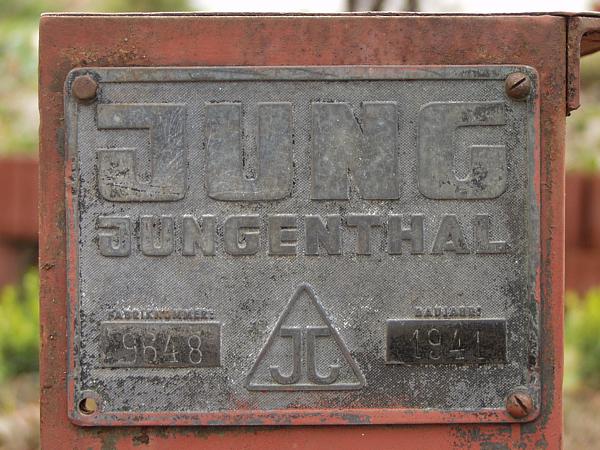 JUNG
JUNGENTHAL
FABRIKNUMMER:
9648
BAUJAHR:
1941
JJ